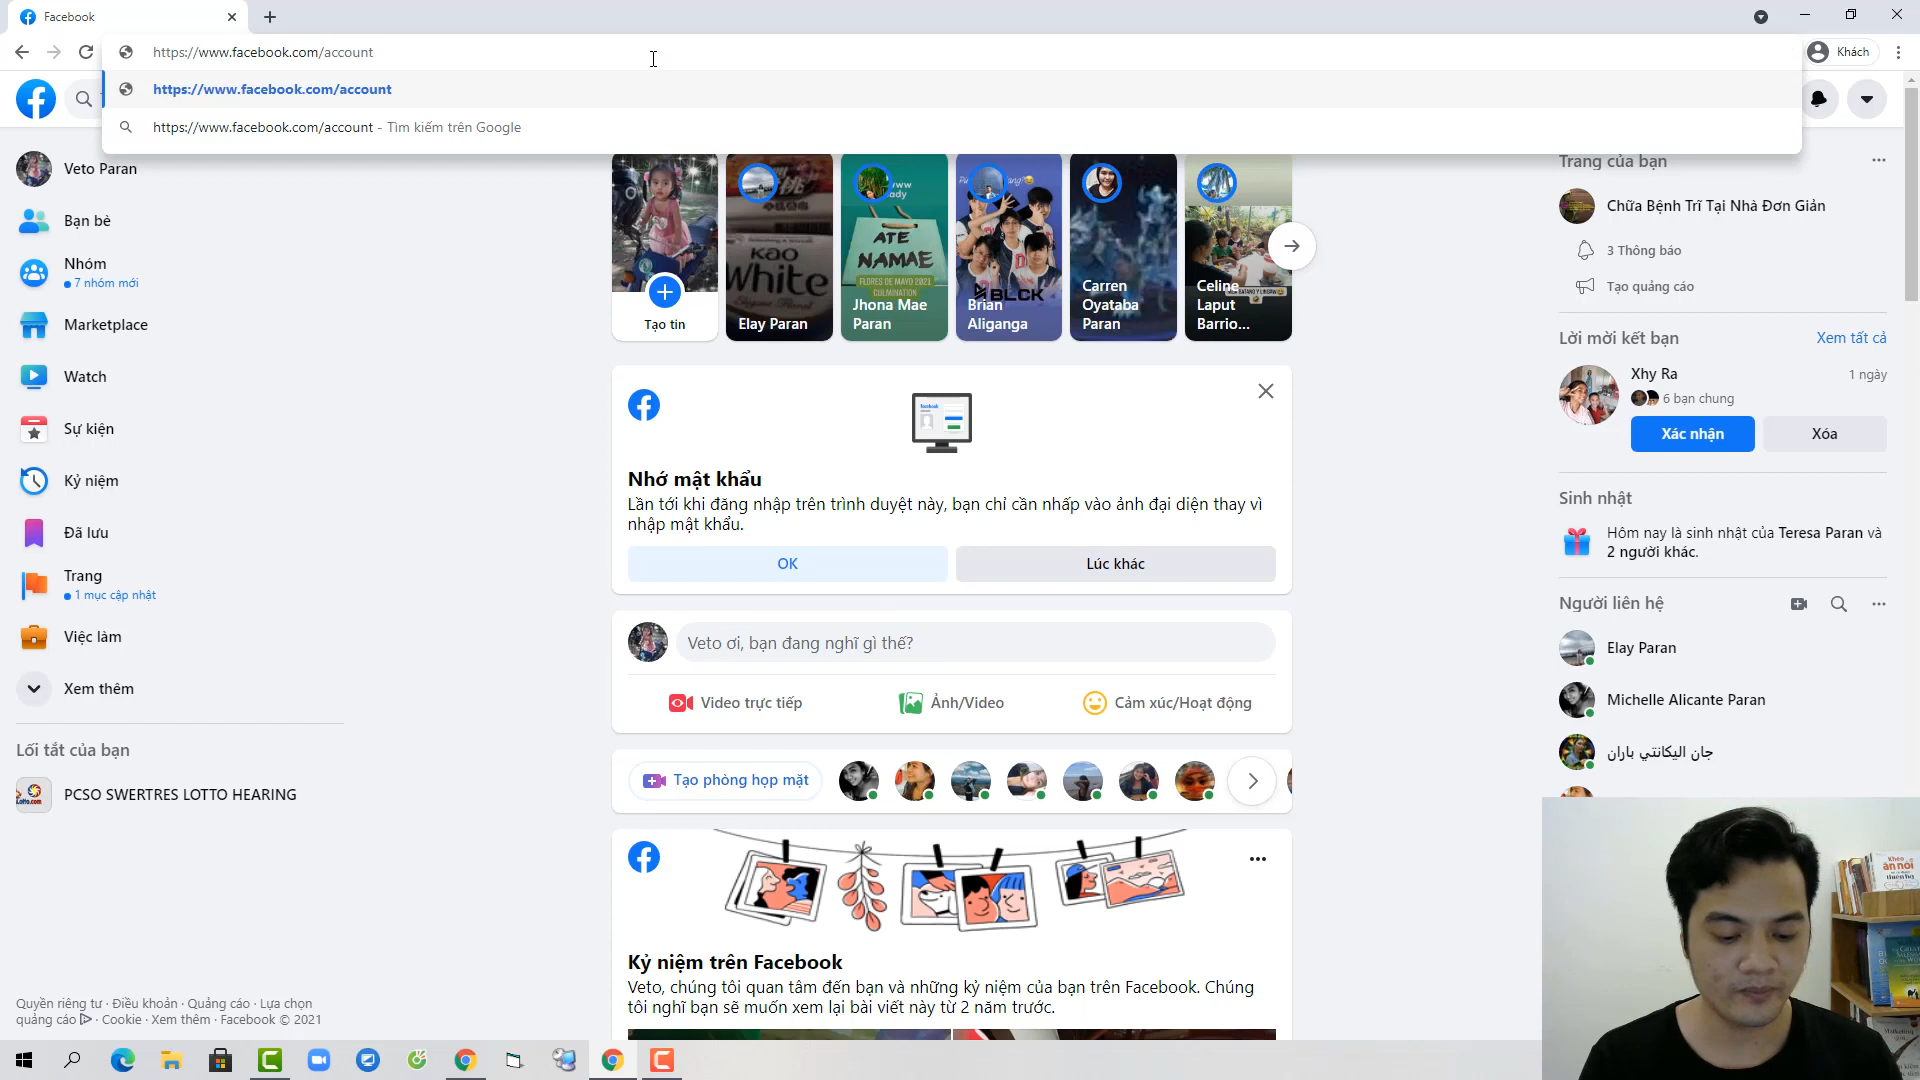 Facebook
https://www.facebook.com/account
Khách
https://www.facebook.com/account
https://www.facebook.com/account - Tìm kiếm trên Google
Veto Paran
Bạn bè
Nhóm
7 nhóm mới
Marketplace
Watch
Sự kiện
Kỷ niệm
Đã lưu
Trang
1 mục cập nhật
Việc làm
Xem thêm
Lối tắt của bạn
PCSO SWERTRES LOTTO HEARING
Quyền riêng tư · Điều khoản · Quảng cáo · Lựa chọn
quảng cáo · Cookie · Xem thêm · Facebook © 2021
Tạo tin
KAO
White
Elay Paran
ATE
NAMAE
FLORES DE MAYO 2021
CULMINATION
Jhona Mae
Paran
BLCK
Brian
Aliganga
Carren
Oyataba
Paran
Celine
Laput
Barrio...
Nhớ mật khẩu
Lần tới khi đăng nhập trên trình duyệt này, bạn chỉ cần nhấp vào ảnh đại diện thay vì
nhập mật khẩu.
OK
Lúc khác
Veto ơi, bạn đang nghĩ gì thế?
Video trực tiếp
Ảnh/Video
Cảm xúc/Hoạt động
Tạo phòng họp mặt
Kỷ niệm trên Facebook
Veto, chúng tôi quan tâm đến bạn và những kỷ niệm của bạn trên Facebook. Chúng
tôi nghĩ bạn sẽ muốn xem lại bài viết này từ 2 năm trước.
Trang của bạn
Chữa Bệnh Trĩ Tại Nhà Đơn Giản
3 Thông báo
Tạo quảng cáo
Lời mời kết bạn
Xem tất cả
Xhy Ra
1 ngày
6 bạn chung
Xác nhận
Xóa
Sinh nhật
Hôm nay là sinh nhật của Teresa Paran và
2 người khác.
Người liên hệ
Elay Paran
Michelle Alicante Paran
جان اليكانتي باران